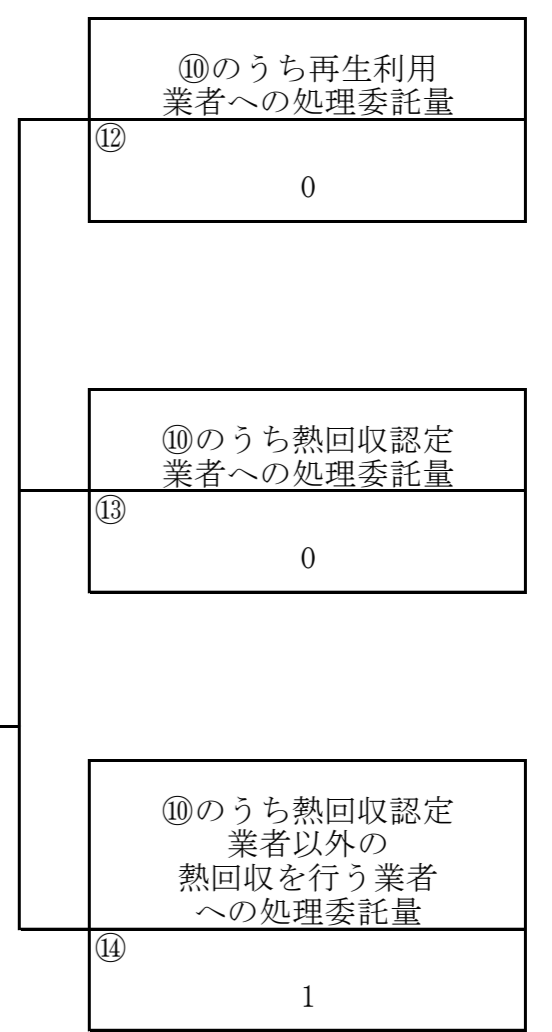 ⑩のうち再生利用
業者への処理委託量
⑫
0
⑩のうち熱回収認定
業者への処理委託量
⑬
0
⑩のうち熱回収認定
業者以外の
熱回収を行う業者
への処理委託量
⑭
1